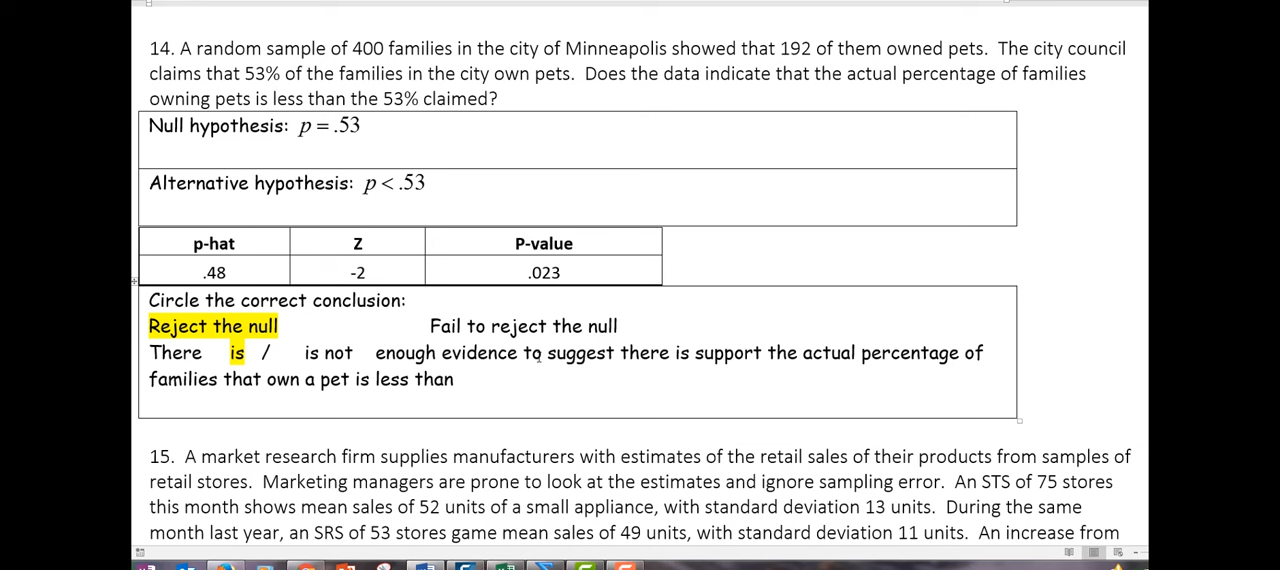 14. A random sample of 400 families in the city of Minneapolis showed that 192 of them owned pets. The city council
claims that 53% of the families in the city own pets. Does the data indicate that the actual percentage of families
owning pets is less than the 53% claimed?
Null hypothesis: p = .53
Alternative hypothesis: p < .53
p-hat Z P-value
.48 -2 .023
Circle the correct conclusion:
Reject the null Fail to reject the null
There is / is not enough evidence to suggest there is support the actual percentage of
families that own a pet is less than
15. A market research firm supplies manufacturers with estimates of the retail sales of their products from samples of
retail stores. Marketing managers are prone to look at the estimates and ignore sampling error. An STS of 75 stores
this month shows mean sales of 52 units of a small appliance, with standard deviation 13 units. During the same
month last year, an SRS of 53 stores game mean sales of 49 units, with standard deviation 11 units. An increase from